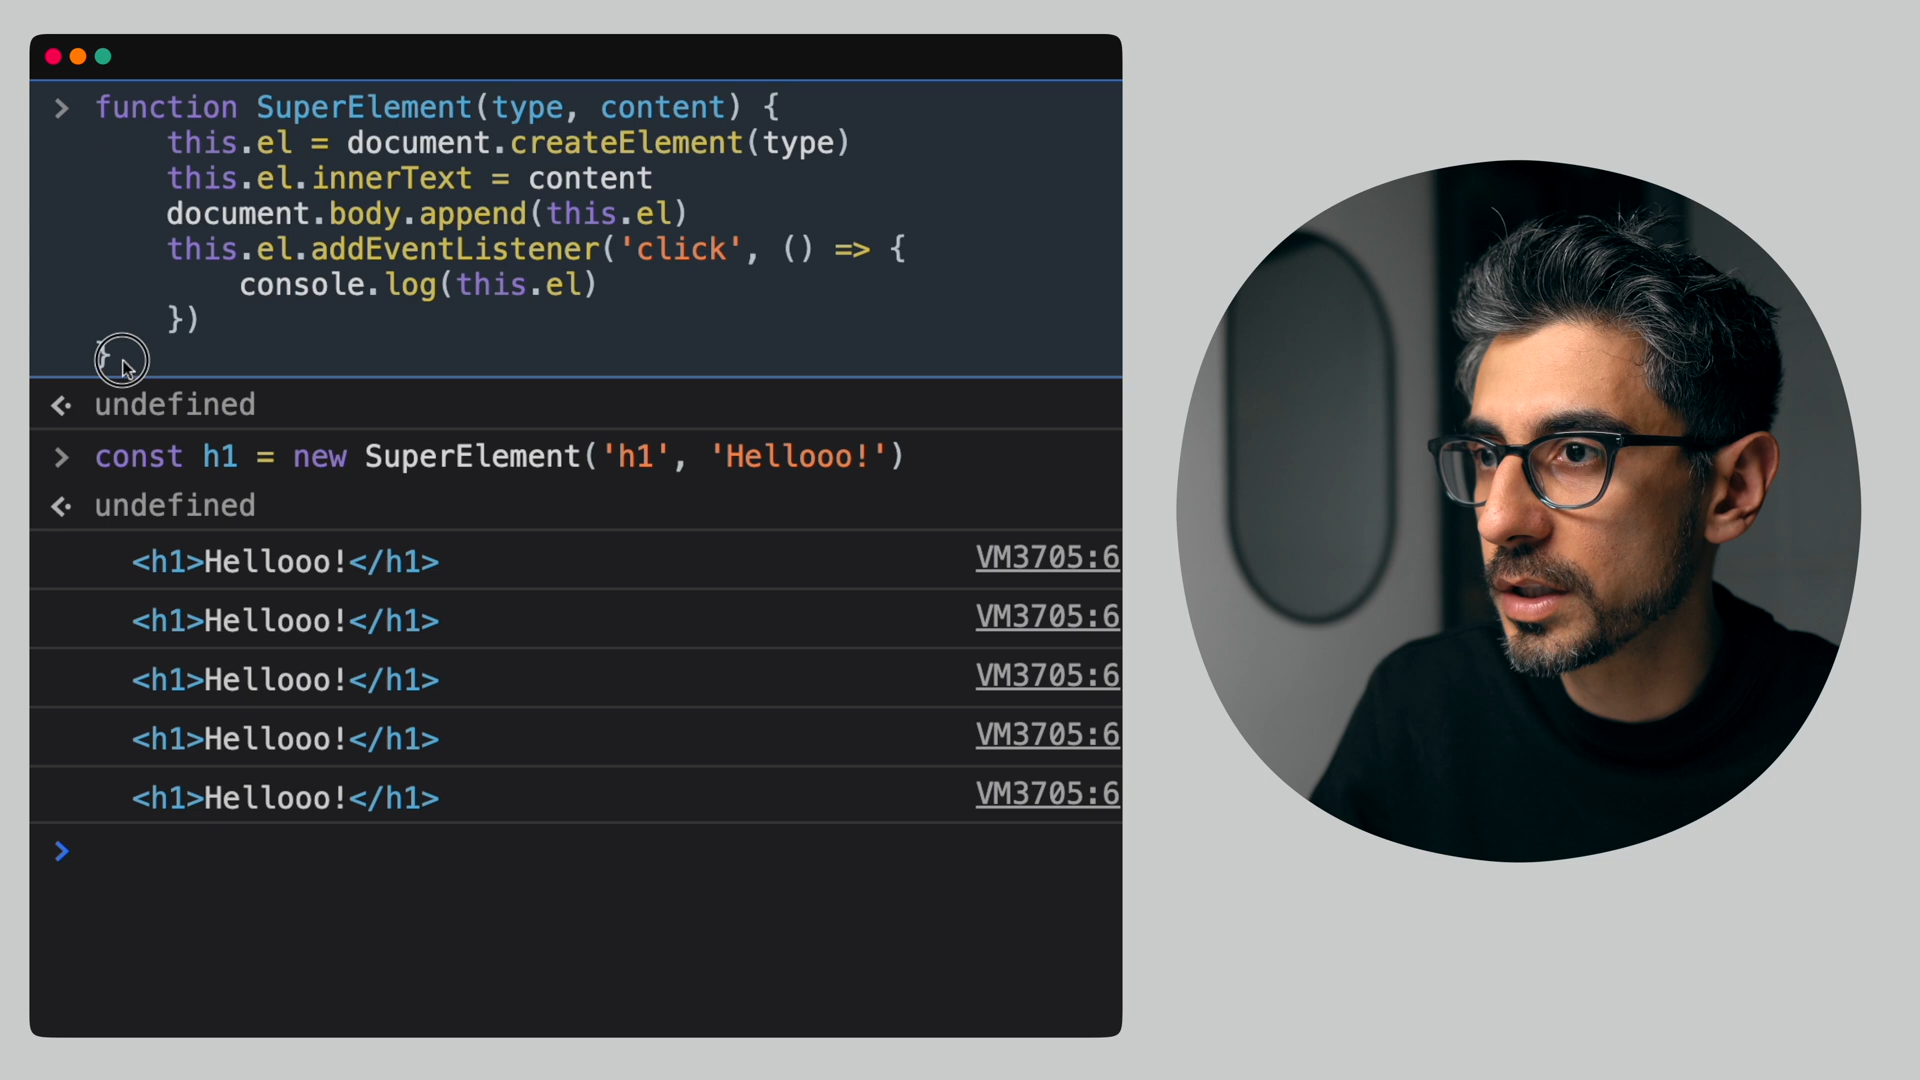 > function SuperElement(type, content) {
this.el = document.createElement(type)
this.el.innerText = content
document.body.append(this.el)
this.el.addEventListener('click', () => {
console.log(this.el)
})
}
undefined
> const h1 = new SuperElement('h1', 'Hellooo!')
undefined
<h1>Hellooo!</h1> VM3705:6
<h1>Hellooo!</h1> VM3705:6
<h1>Hellooo!</h1> VM3705:6
<h1>Hellooo!</h1> VM3705:6
<h1>Hellooo!</h1> VM3705:6
>